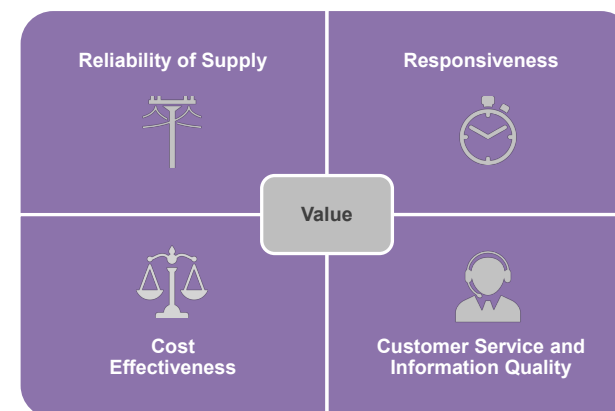 Reliability of Supply
Responsiveness
Value
Cost
Effectiveness
Customer Service and
Information Quality